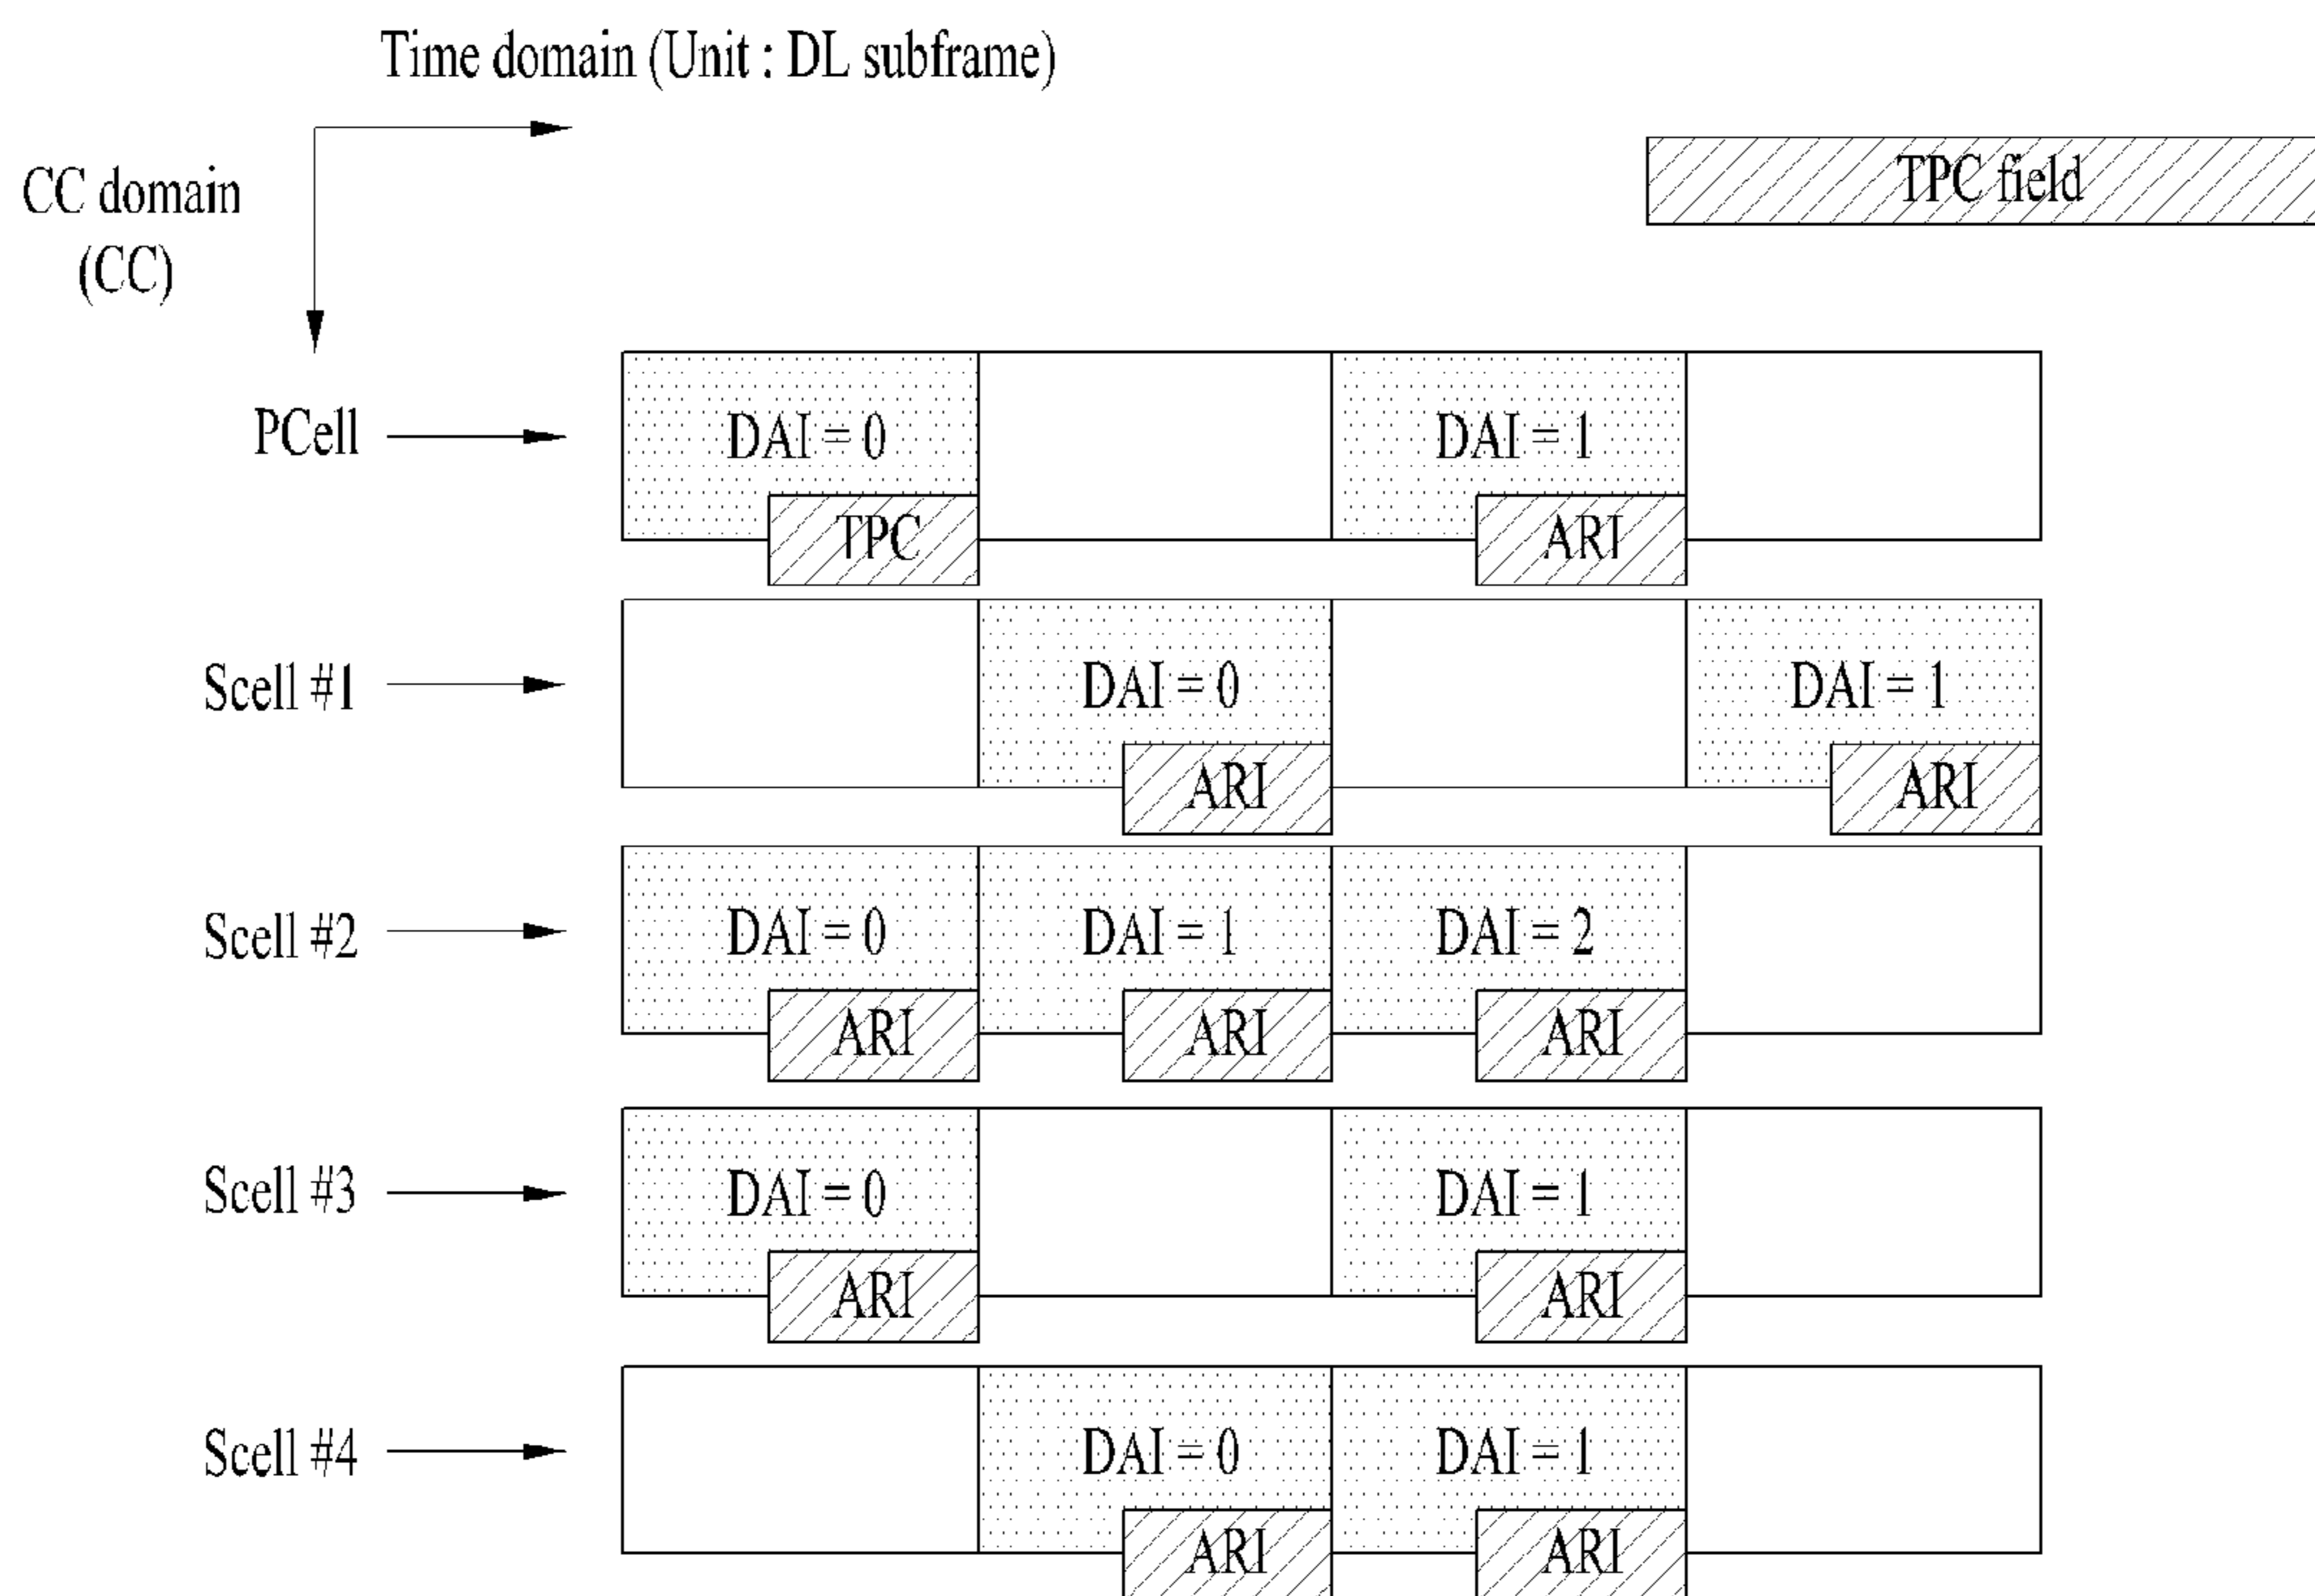 Time domain (Unit : DL subframe)
CC domain
(CC)
TPC field
PCell
DAI = 0
DAI = 1
TPC
ARI
Scell #1
DAI = 0
DAI = 1
ARI
ARI
Scell #2
DAI = 0
DAI = 1
DAI = 2
ARI
ARI
ARI
Scell #3
DAI = 0
DAI = 1
ARI
ARI
Scell #4
DAI = 0
DAI = 1
ARI
ARI